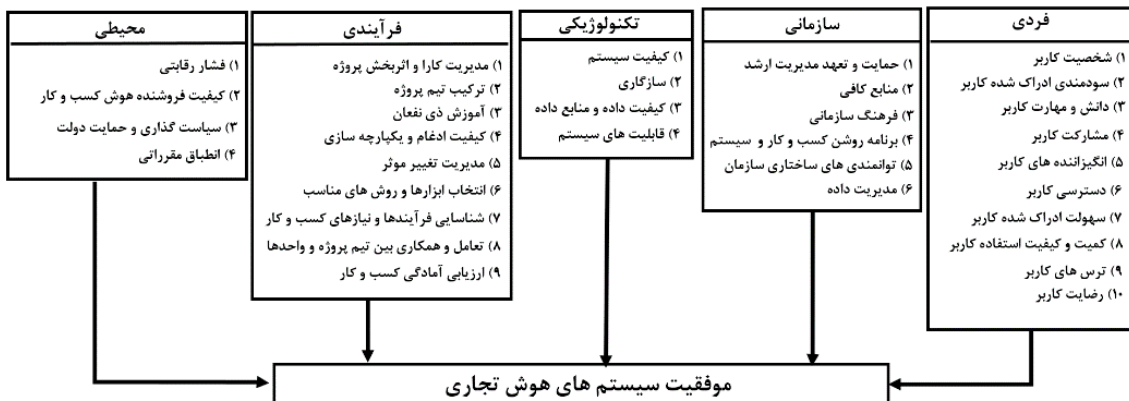 فردی
۱) شخصیت کاربر
۲) سودمندی ادراک شده کاربر
۳) دانش و مهارت کاربر
۴) مشارکت کاربر
۵) انگیزاننده های کاربر
۶) دسترسی کاربر
۷) سهولت ادراک شده کاربر
۸) کمیت و کیفیت استفاده کاربر
۹) ترس های کاربر
۱۰) رضایت کاربر
سازمانی
۱) حمایت و تعهد مدیریت ارشد
۲) منابع کافی
۳) فرهنگ سازمانی
۴) برنامه روشن کسب و کار و سیستم
۵) توانمندی های ساختاری سازمان
۶) مدیریت داده
تکنولوژیکی
۱) کیفیت سیستم
۲) سازگاری
۳) کیفیت داده و منابع داده
۴) قابلیت های سیستم
فرآیندی
۱) مدیریت کارا و اثربخش پروژه
۲) ترکیب تیم پروژه
۳) آموزش ذی نفعان
۴) کیفیت ادغام و یکپارچه سازی
۵) مدیریت تغییر موثر
۶) انتخاب ابزارها و روش های مناسب
۷) شناسایی فرآیندها و نیازهای کسب و کار
۸) تعامل و همکاری بین تیم پروژه و واحدها
۹) ارزیابی آمادگی کسب و کار
محیطی
۱) فشار رقابتی
۲) کیفیت فروشنده هوش کسب و کار
۳) سیاست گذاری و حمایت دولت
۴) انطباق مقرراتی
موفقیت سیستم های هوش تجاری